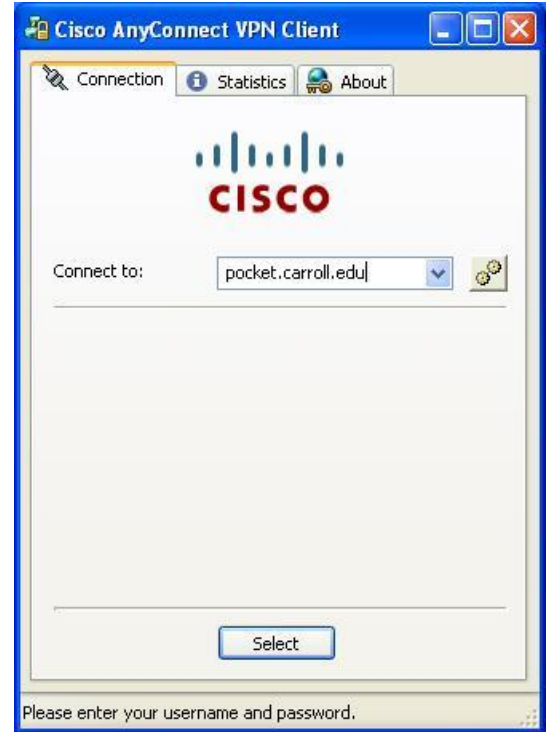 Cisco AnyConnect VPN Client
Connection Statistics About
CISCO
Connect to: pocket.carroll.edu
Select
Please enter your username and password.